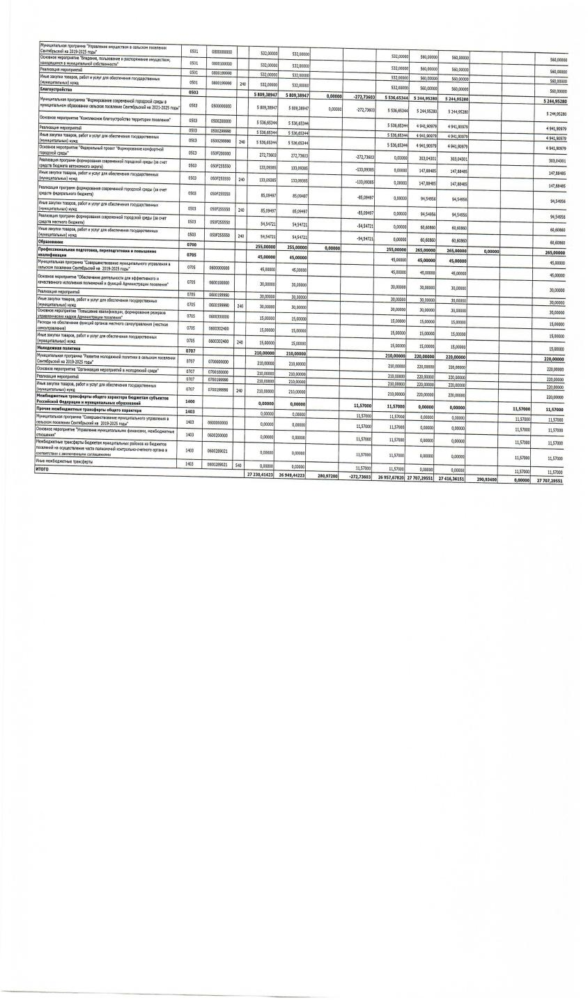 Муниципальная программа "Управление имуществом в сельском поселении
Сентябрьский на 2019-2025 годы" 0501 0800000000 532,00000 532,00000 532,00000 560,00000 560,00000 560,00000
Основное мероприятие "Владение, пользование и распоряжение имуществом,
находящимся в муниципальной собственности" 0501 0800100000 532,00000 532,00000 532,00000 560,00000 560,00000 560,00000
Реализация мероприятий 0501 0800199990 532,00000 532,00000 532,00000 560,00000 560,00000 560,00000
Иные закупки товаров, работ и услуг для обеспечения государственных
(муниципальных) нужд 0501 0800199990 240 532,00000 532,00000 532,00000 560,00000 560,00000 560,00000
Благоустройство 0503 5 809,38947 5 809,38947 0,00000 -272,73603 5 536,65344 5 244,95280 5 244,95280 5 244,95280
Муниципальная программа "Формирование современной городской среды в
муниципальном образовании сельское поселение Сентябрьский на 2021-2025 годы" 0503 0500000000 5 809,38947 5 809,38947 0,00000 -272,73603 5 536,65344 5 244,95280 5 244,95280 5 244,95280
Основное мероприятие "Комплексное благоустройство территории поселения" 0503 0500200000 5 536,65344 5 536,65344 5 536,65344 4 941,90979 4 941,90979 4 941,90979
Реализация мероприятий 0503 0500299990 5 536,65344 5 536,65344 5 536,65344 4 941,90979 4 941,90979 4 941,90979
Иные закупки товаров, работ и услуг для обеспечения государственных
(муниципальных) нужд 0503 0500299990 240 5 536,65344 5 536,65344 5 536,65344 4 941,90979 4 941,90979 4 941,90979
Основное мероприятие "Федеральный проект "Формирование комфортной
городской среды" 0503 050F200000 272,73603 272,73603 -272,73603 0,00000 303,04301 303,04301 303,04301
Реализация программ формирования современной городской среды (за счет
средств бюджета автономного округа) 0503 050F255550 133,09385 133,09385 -133,09385 0,00000 147,88485 147,88485 147,88485
Иные закупки товаров, работ и услуг для обеспечения государственных
(муниципальных) нужд 0503 050F255550 240 133,09385 133,09385 -133,09385 0,00000 147,88485 147,88485 147,88485
Реализация программ формирования современной городской среды (за счет
средств федерального бюджета) 0503 050F255550 85,09497 85,09497 -85,09497 0,00000 94,54956 94,54956 94,54956
Иные закупки товаров, работ и услуг для обеспечения государственных
(муниципальных) нужд 0503 050F255550 240 85,09497 85,09497 -85,09497 0,00000 94,54956 94,54956 94,54956
Реализация программ формирования современной городской среды (за счет
средств местного бюджета) 0503 050F255550 54,54721 54,54721 -54,54721 0,00000 60,60860 60,60860 60,60860
Иные закупки товаров, работ и услуг для обеспечения государственных
(муниципальных) нужд 0503 050F255550 240 54,54721 54,54721 -54,54721 0,00000 60,60860 60,60860 60,60860
Образование 0700 255,00000 255,00000 0,00000 255,00000 265,00000 265,00000 0,00000 265,00000
Профессиональная подготовка, переподготовка и повышение
квалификации 0705 45,00000 45,00000 45,00000 45,00000 45,00000 45,00000
Муниципальная программа "Совершенствование муниципального управления в
сельском поселении Сентябрьский на 2019-2025 годы" 0705 0600000000 45,00000 45,00000 45,00000 45,00000 45,00000 45,00000
Основное мероприятие "Обеспечение деятельности для эффективного и
качественного исполнения полномочий и функций Администрации поселения" 0705 0600100000 30,00000 30,00000 30,00000 30,00000 30,00000 30,00000
Реализация мероприятий 0705 0600199990 30,00000 30,00000 30,00000 30,00000 30,00000 30,00000
Иные закупки товаров, работ и услуг для обеспечения государственных
(муниципальных) нужд 0705 0600199990 240 30,00000 30,00000 30,00000 30,00000 30,00000 30,00000
Основное мероприятие "Повышение квалификации, формирование резервов
управленческих кадров Администрации поселения" 0705 0600300000 15,00000 15,00000 15,00000 15,00000 15,00000 15,00000
Расходы на обеспечение функций органов местного самоуправления (местное
самоуправление) 0705 0600302400 15,00000 15,00000 15,00000 15,00000 15,00000 15,00000
Иные закупки товаров, работ и услуг для обеспечения государственных
(муниципальных) нужд 0705 0600302400 240 15,00000 15,00000 15,00000 15,00000 15,00000 15,00000
Молодежная политика 0707 210,00000 210,00000 210,00000 220,00000 220,00000 220,00000
Муниципальная программа "Развитие молодежной политики в сельском поселении
Сентябрьский на 2019-2025 годы" 0707 0700000000 210,00000 210,00000 210,00000 220,00000 220,00000 220,00000
Основное мероприятие "Организация мероприятий в молодежной среде" 0707 0700100000 210,00000 210,00000 210,00000 220,00000 220,00000 220,00000
Реализация мероприятий 0707 0700199990 210,00000 210,00000 210,00000 220,00000 220,00000 220,00000
Иные закупки товаров, работ и услуг для обеспечения государственных
(муниципальных) нужд 0707 0700199990 240 210,00000 210,00000 210,00000 220,00000 220,00000 220,00000
Межбюджетные трансферты общего характера бюджетам субъектов
Российской Федерации и муниципальных образований 1400 0,00000 0,00000 11,57000 11,57000 0,00000 0,00000 11,57000 11,57000
Прочие межбюджетные трансферты общего характера 1403 0,00000 0,00000 11,57000 11,57000 0,00000 0,00000 11,57000 11,57000
Муниципальная программа "Совершенствование муниципального управления в
сельском поселении Сентябрьский на 2019-2025 годы" 1403 0600000000 0,00000 0,00000 11,57000 11,57000 0,00000 0,00000 11,57000 11,57000
Основное мероприятие "Управление муниципальными финансами, межбюджетные
отношения" 1403 0600200000 0,00000 0,00000 11,57000 11,57000 0,00000 0,00000 11,57000 11,57000
Межбюджетные трансферты бюджетам муниципальных районов из бюджетов
поселений на осуществление части полномочий контрольно-счетного органа в
соответствии с заключенными соглашениями 1403 0600289021 0,00000 0,00000 11,57000 11,57000 0,00000 0,00000 11,57000 11,57000
Иные межбюджетные трансферты 1403 0600289021 540 0,00000 0,00000 11,57000 11,57000 0,00000 0,00000 11,57000 11,57000
ИТОГО 27 230,41423 26 949,44223 280,97200 -272,73603 26 957,67820 27 707,29551 27 416,36151 290,93400 0,00000 27 707,29551